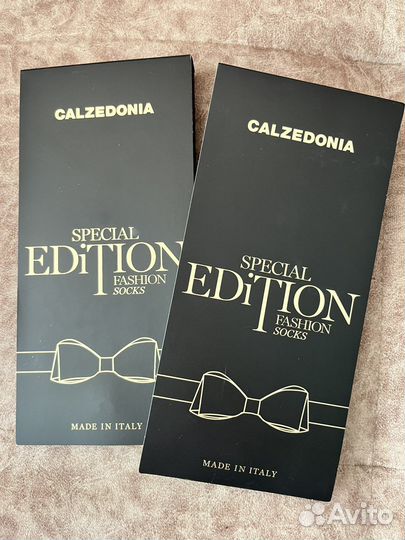 CALZEDONIA
SPECIAL
EDiTION
FASHION
SOCKS
MADE IN ITALY
CALZEDONIA
SPECIAL
EDiTION
FASHION
SOCKS
MADE IN ITALY
Avito